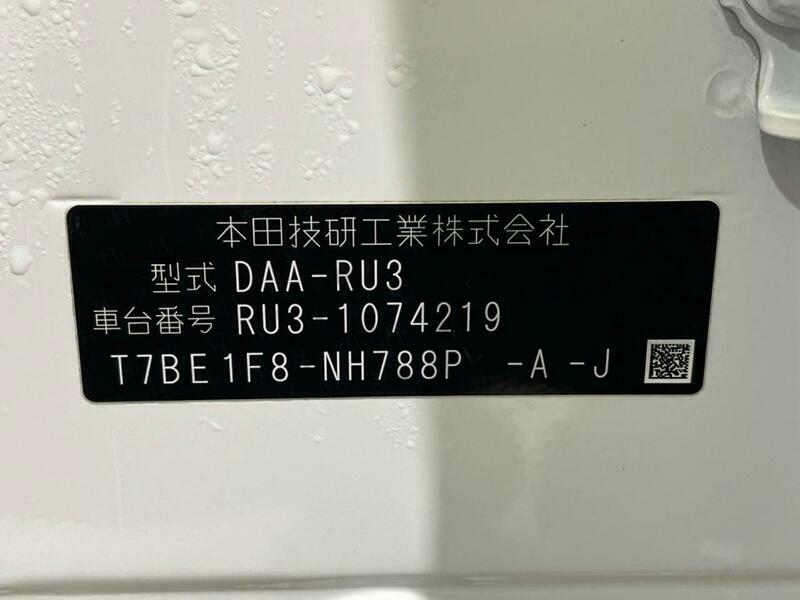 本田技研工業株式会社
型式 DAA-RU3
車台番号 RU3-1074219
T7BE1F8-NH788P -A-J